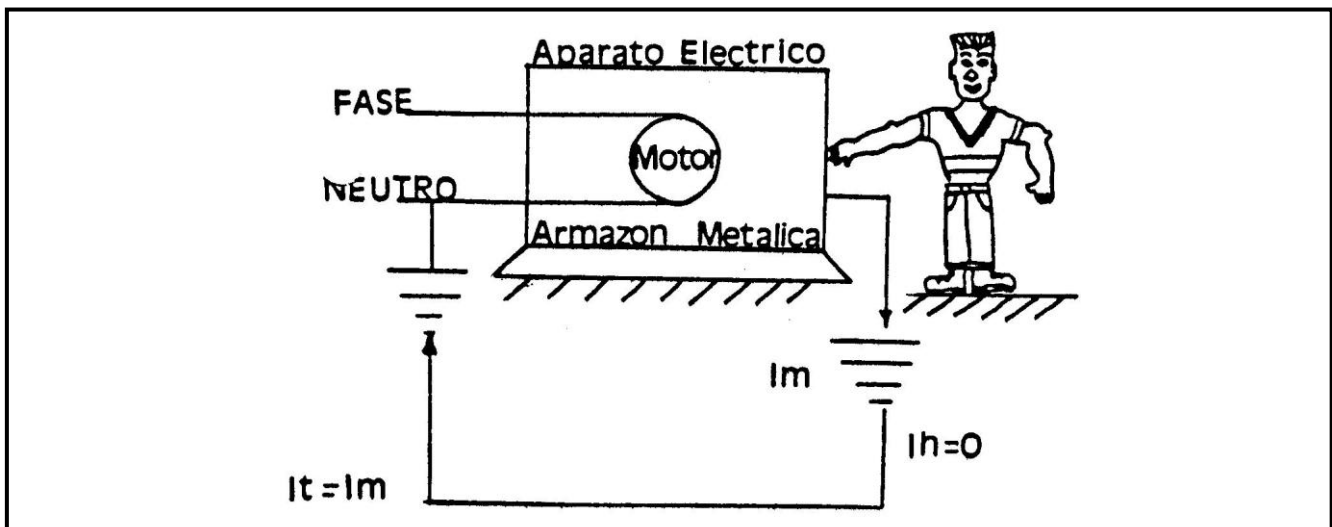 Aparato Electrico
FASE
Motor
NEUTRO
Armazon Metalica
Im
Ih=0
It=Im